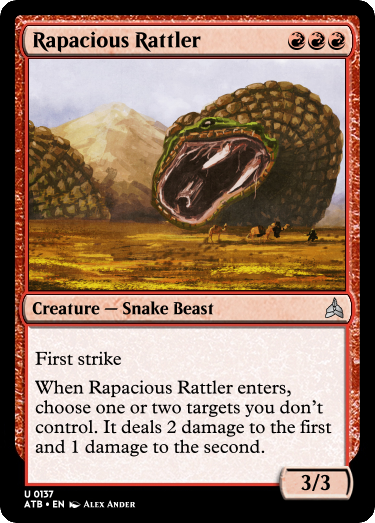 Rapacious Rattler
Creature — Snake Beast
First strike
When Rapacious Rattler enters,
choose one or two targets you don't
control. It deals 2 damage to the first
and 1 damage to the second.
3/3
U 0137
ATB • EN Alex Ander